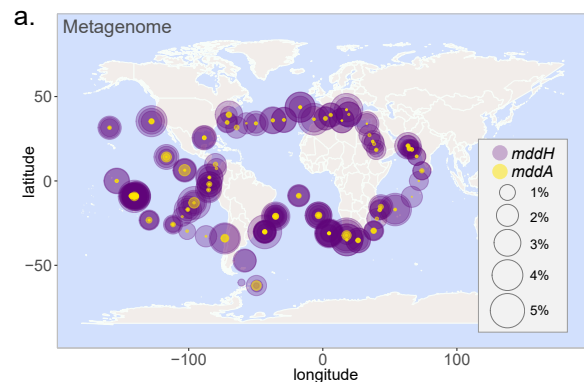 a.
Metagenome
50
0
−50
latitude
−100
0
100
longitude
mddH
mddA
1%
2%
3%
4%
5%